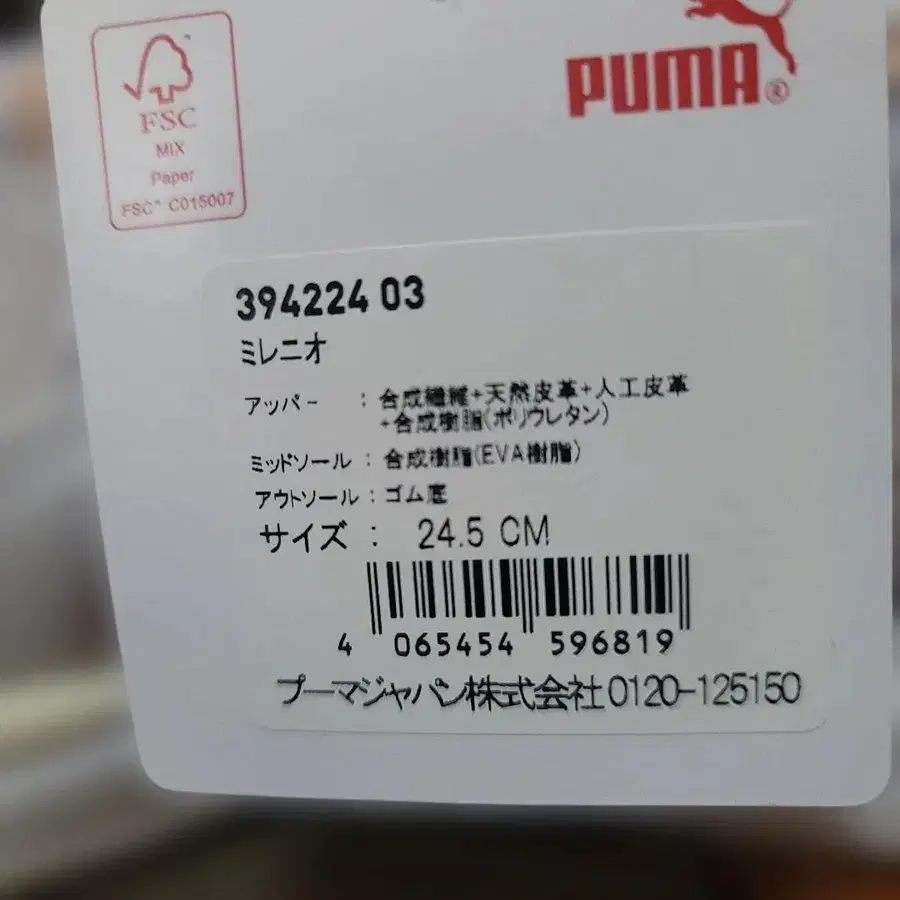 FSC
MIX
Paper
FSC® C015007
PUMA®
394224 03
ミレニオ
アッパー : 合成繊維+天然皮革+人工皮革
+合成樹脂(ポリウレタン)
ミッドソール : 合成樹脂(EVA樹脂)
アウトソール : ゴム底
サイズ : 24.5 CM
4 065454 596819
プーマジャパン株式会社0120-125150